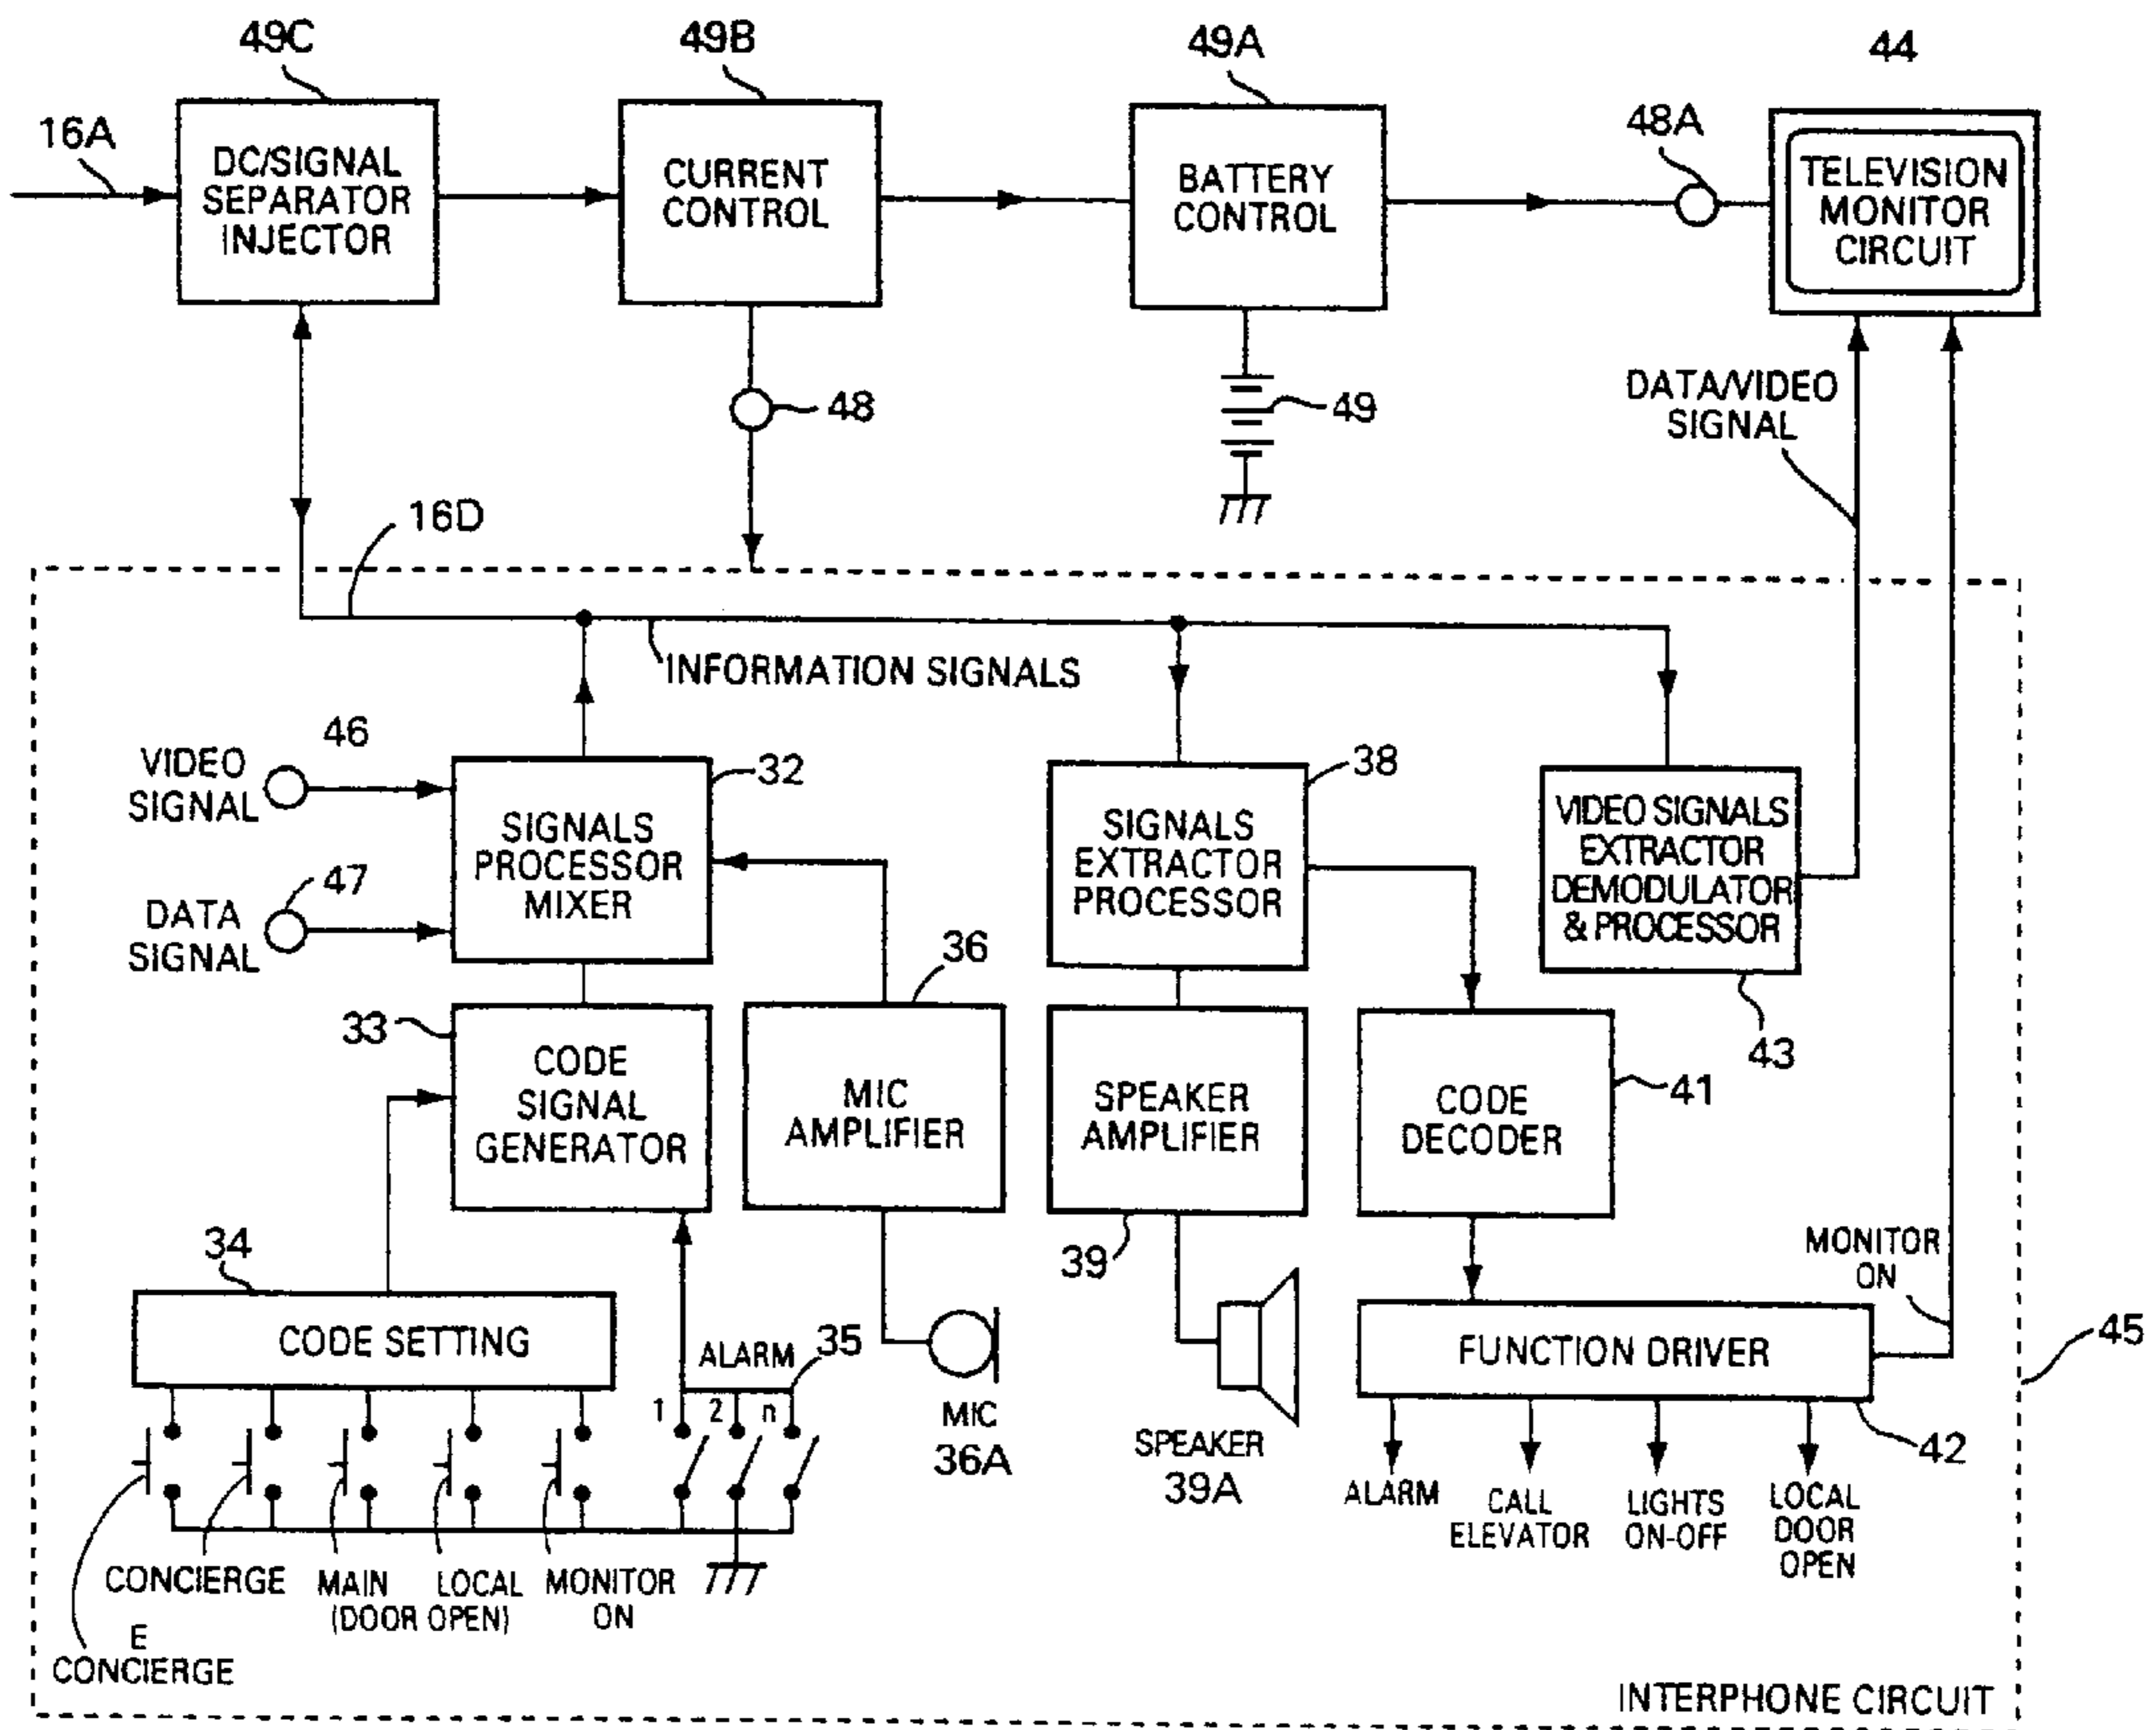 49C
49B
49A
44
16A
DC/SIGNAL
SEPARATOR
INJECTOR
CURRENT
CONTROL
BATTERY
CONTROL
48A
TELEVISION
MONITOR
CIRCUIT
48
49
DATA/VIDEO
SIGNAL
16D
INFORMATION SIGNALS
46
VIDEO
SIGNAL
32
SIGNALS
PROCESSOR
MIXER
47
DATA
SIGNAL
38
SIGNALS
EXTRACTOR
PROCESSOR
VIDEO SIGNALS
EXTRACTOR
DEMODULATOR
& PROCESSOR
43
33
CODE
SIGNAL
GENERATOR
36
MIC
AMPLIFIER
SPEAKER
AMPLIFIER
39
CODE
DECODER
41
34
CODE SETTING
ALARM
35
1 2 n
MIC
36A
SPEAKER
39A
MONITOR
ON
FUNCTION DRIVER
45
42
ALARM
CALL
ELEVATOR
LIGHTS
ON-OFF
LOCAL
DOOR
OPEN
CONCIERGE
MAIN LOCAL
(DOOR OPEN)
MONITOR
ON
E
CONCIERGE
INTERPHONE CIRCUIT